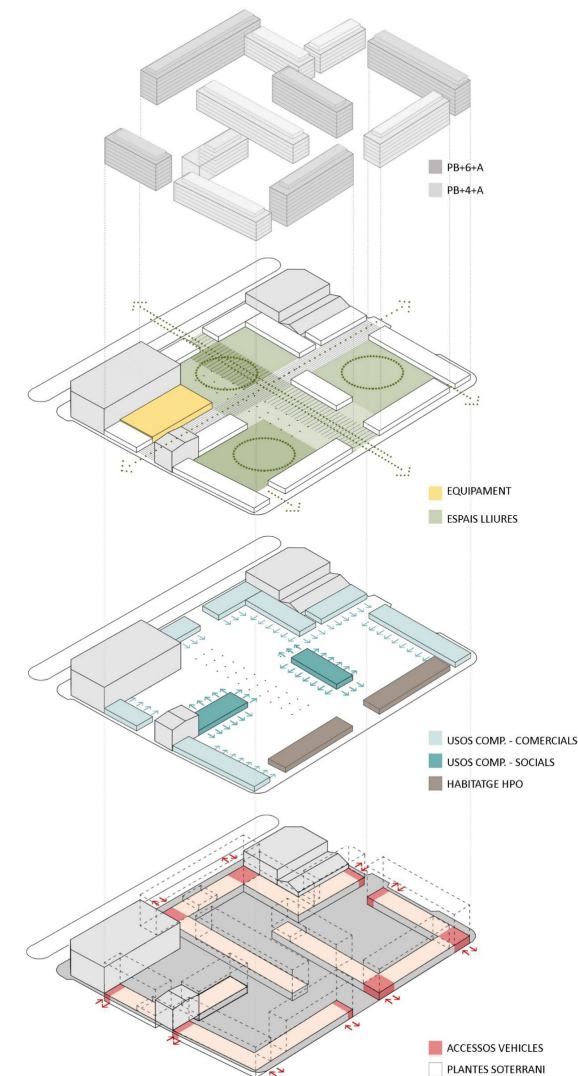 PB+6+A
PB+4+A
EQUIPAMENT
ESPAIS LLIURES
USOS COMP. - COMERCIALS
USOS COMP. - SOCIALS
HABITATGE HPO
ACCESSOS VEHICLES
PLANTES SOTERRANI